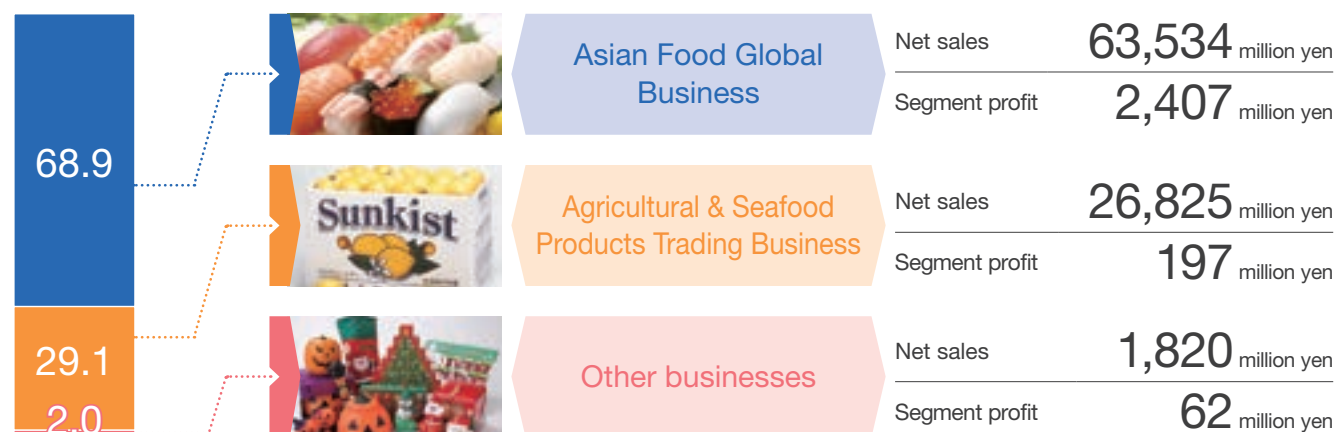 68.9
Asian Food Global
Business
Net sales 63,534 million yen
Segment profit 2,407 million yen
Sunkist
Agricultural & Seafood
Products Trading Business
Net sales 26,825 million yen
Segment profit 197 million yen
29.1
Other businesses
Net sales 1,820 million yen
2.0
Segment profit 62 million yen